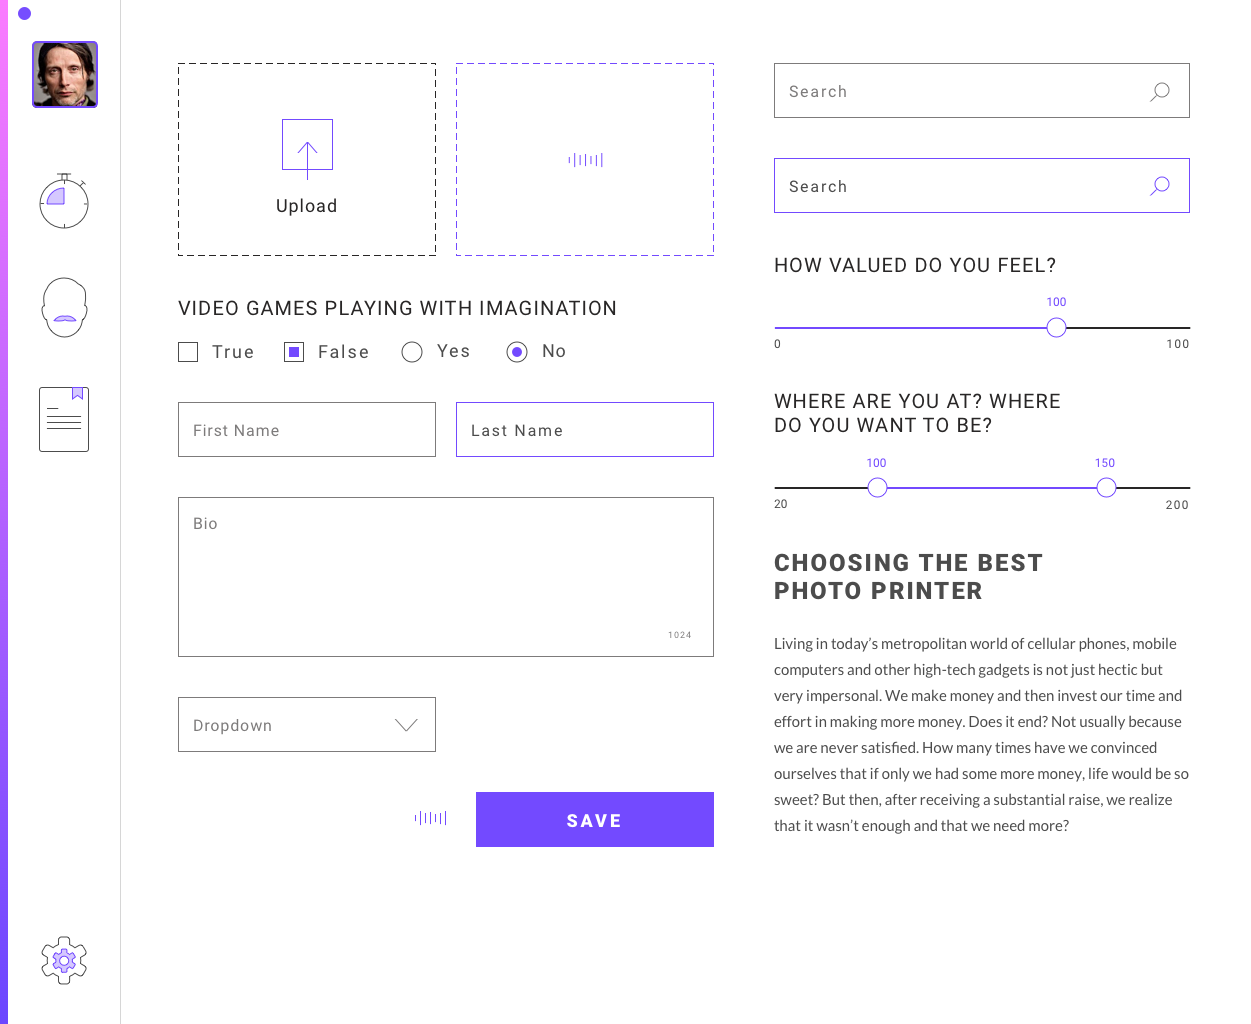 Upload
VIDEO GAMES PLAYING WITH IMAGINATION
True
False
Yes
No
First Name
Last Name
Bio
1024
Dropdown
SAVE
Search
Search
HOW VALUED DO YOU FEEL?
100
0
100
WHERE ARE YOU AT? WHERE
DO YOU WANT TO BE?
100
150
20
200
CHOOSING THE BEST
PHOTO PRINTER
Living in today’s metropolitan world of cellular phones, mobile
computers and other high-tech gadgets is not just hectic but
very impersonal. We make money and then invest our time and
effort in making more money. Does it end? Not usually because
we are never satisfied. How many times have we convinced
ourselves that if only we had some more money, life would be so
sweet? But then, after receiving a substantial raise, we realize
that it wasn’t enough and that we need more?